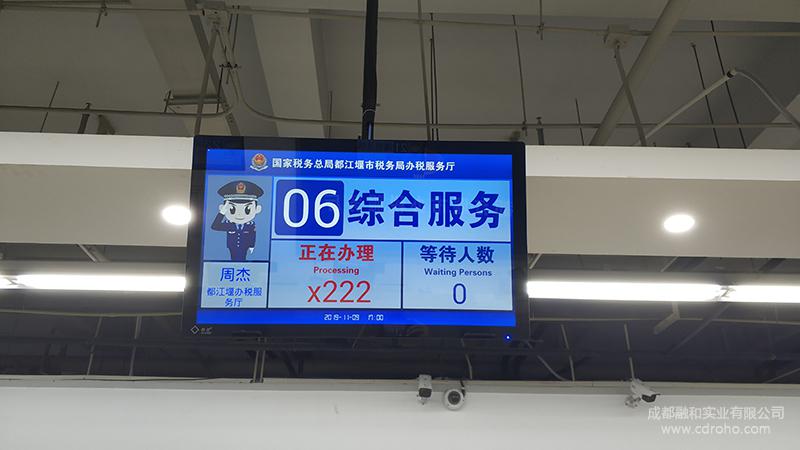 国家税务总局都江堰市税务局办税服务厅
06 综合服务
周杰
都江堰办税服
务厅
正在办理
Processing
x222
等待人数
Waiting Persons
0
2019-11-09 17:00
成都融和实业有限公司
www.cdroho.com